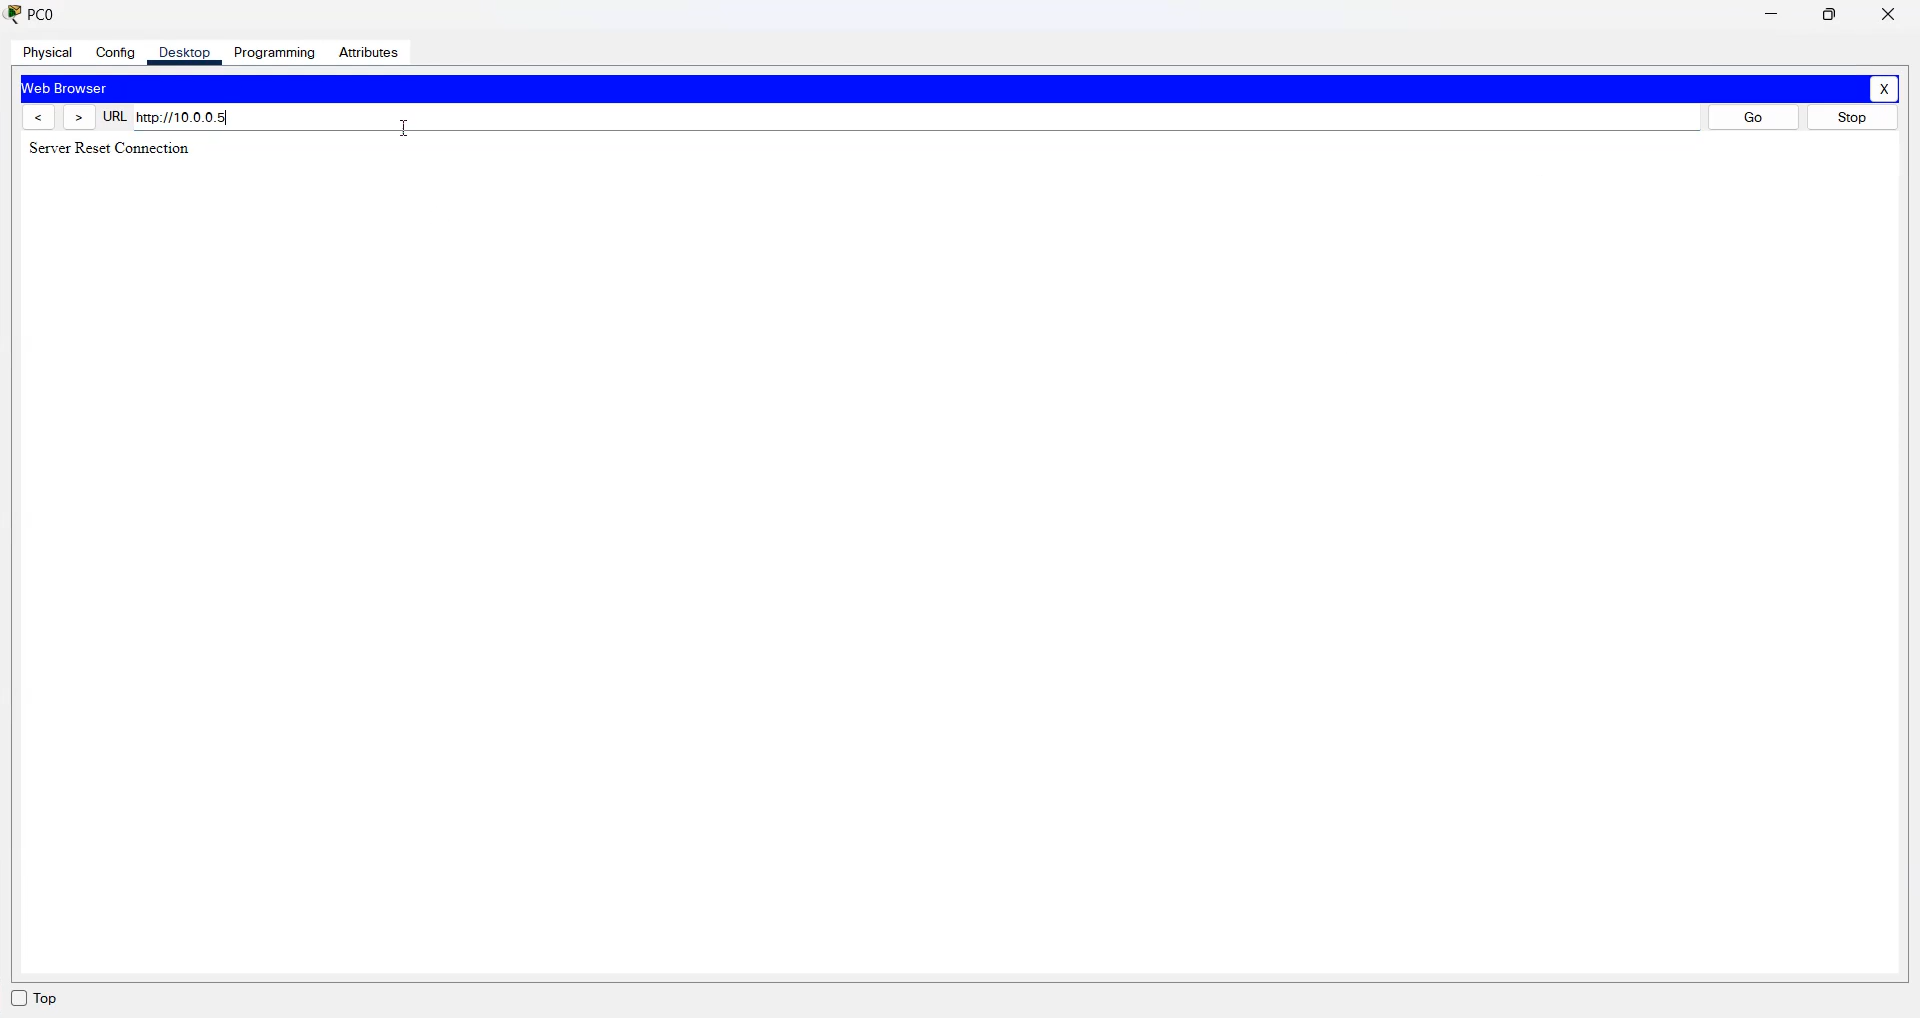 PC0
Physical Config Desktop Programming Attributes
Web Browser
X
< > URL http://10.0.0.5 Go Stop
Server Reset Connection
Top